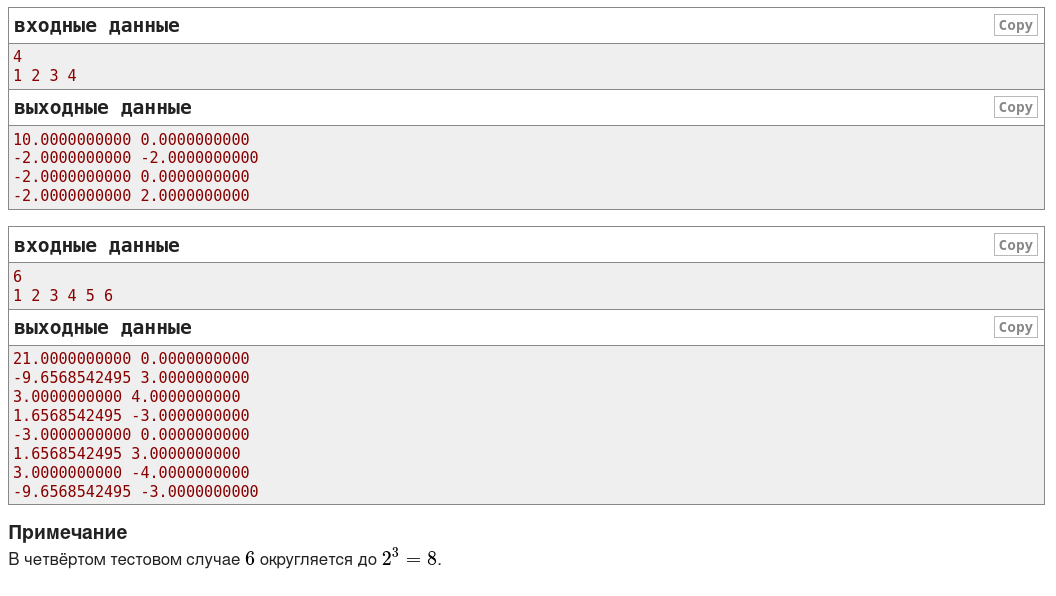 входные данные
Copy
4
1 2 3 4
выходные данные
Copy
10.0000000000 0.0000000000
-2.0000000000 -2.0000000000
-2.0000000000 0.0000000000
-2.0000000000 2.0000000000
входные данные
Copy
6
1 2 3 4 5 6
выходные данные
Copy
21.0000000000 0.0000000000
-9.6568542495 3.0000000000
3.0000000000 4.0000000000
1.6568542495 -3.0000000000
-3.0000000000 0.0000000000
1.6568542495 3.0000000000
3.0000000000 -4.0000000000
-9.6568542495 -3.0000000000
Примечание
В четвёртом тестовом случае 6 округляется до 2³ = 8.